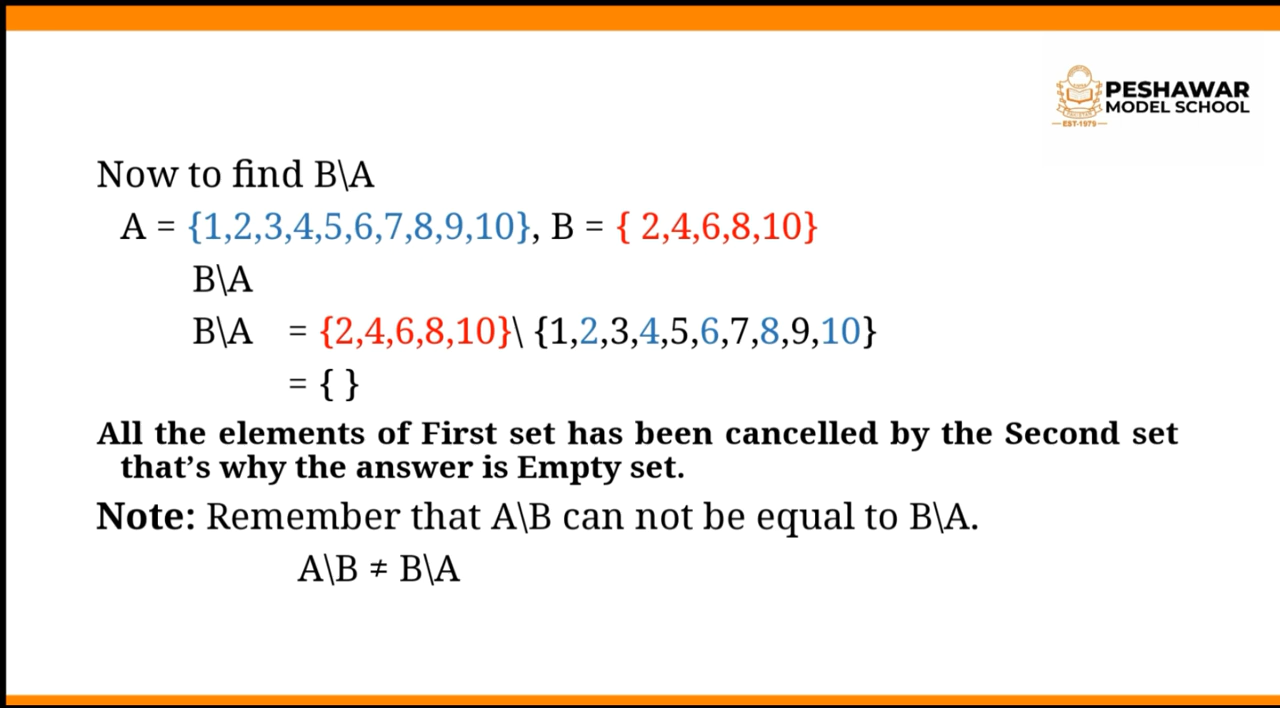 PESHAWAR
MODEL SCHOOL
EST-1979
Now to find B\A
A = {1,2,3,4,5,6,7,8,9,10}, B = { 2,4,6,8,10}
B\A
B\A = {2,4,6,8,10}\ {1,2,3,4,5,6,7,8,9,10}
= { }
All the elements of First set has been cancelled by the Second set
that’s why the answer is Empty set.
Note: Remember that A\B can not be equal to B\A.
A\B ≠ B\A